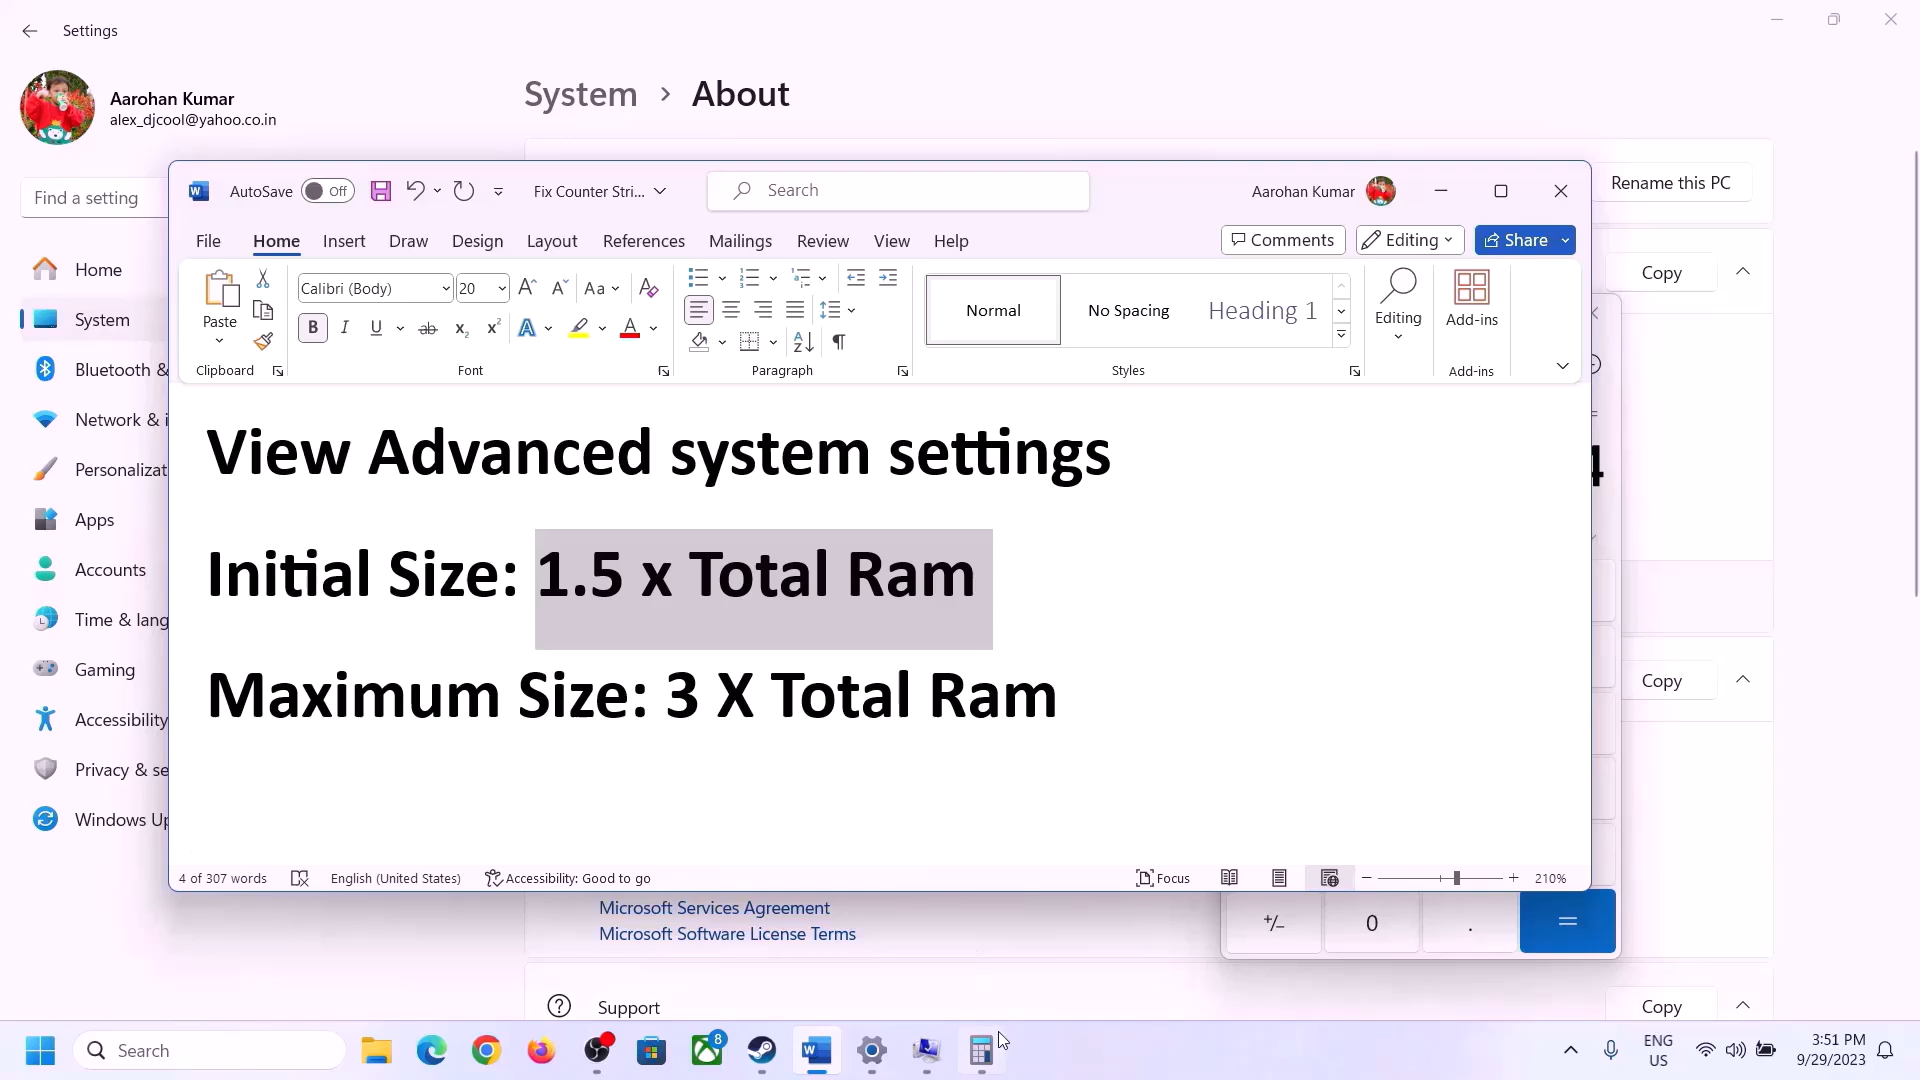 Settings
Aarohan Kumar
alex_djcool@yahoo.co.in
System > About
Find a setting
Rename this PC
AutoSave Off
Fix Counter Stri...
Search
Aarohan Kumar
File Home Insert Draw Design Layout References Mailings Review View Help
Comments Editing Share
Home
System
Bluetooth &
Network & i
Personalizat
Apps
Accounts
Time & lang
Gaming
Accessibility
Privacy & se
Windows Up
Paste
Calibri (Body) 20
Normal
No Spacing
Heading 1
Editing
Add-ins
Clipboard Font Paragraph Styles Add-ins
Copy
View Advanced system settings
Initial Size: 1.5 x Total Ram
Maximum Size: 3 X Total Ram
4
Copy
4 of 307 words English (United States) Accessibility: Good to go Focus 210%
Microsoft Services Agreement
Microsoft Software License Terms
+/- 0 . =
Support
Copy
Search
8
ENG
US
3:51 PM
9/29/2023